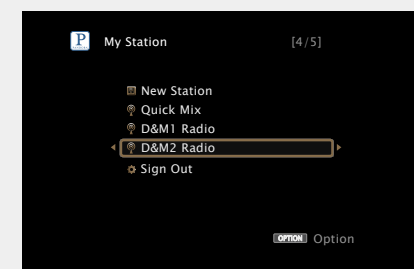 P My Station [4/5]
New Station
Quick Mix
D&M1 Radio
D&M2 Radio
Sign Out
OPTION Option